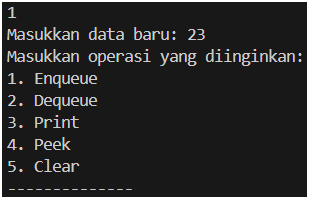 1
Masukkan data baru: 23
Masukkan operasi yang diinginkan:
1. Enqueue
2. Dequeue
3. Print
4. Peek
5. Clear
--------------